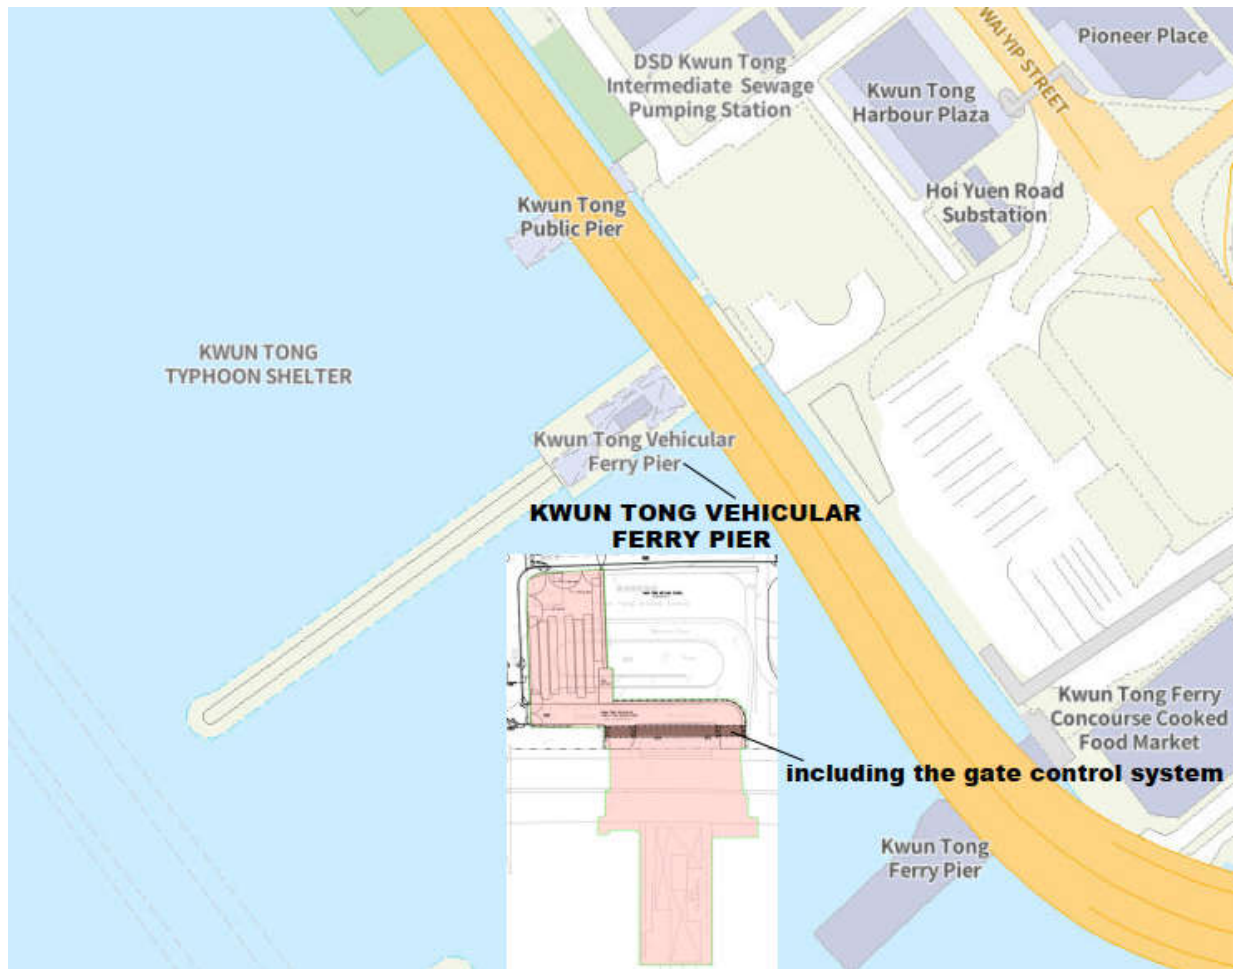 WAI YIP STREET
Pioneer Place
DSD Kwun Tong
Intermediate Sewage
Pumping Station
Kwun Tong
Harbour Plaza
Hoi Yuen Road
Substation
Kwun Tong
Public Pier
KWUN TONG
TYPHOON SHELTER
Kwun Tong Vehicular
Ferry Pier
KWUN TONG VEHICULAR
FERRY PIER
Kwun Tong Ferry
Concourse Cooked
Food Market
including the gate control system
Kwun Tong
Ferry Pier